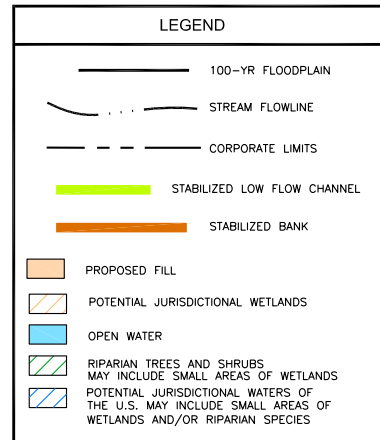 LEGEND
100-YR FLOODPLAIN
STREAM FLOWLINE
CORPORATE LIMITS
STABILIZED LOW FLOW CHANNEL
STABILIZED BANK
PROPOSED FILL
POTENTIAL JURISDICTIONAL WETLANDS
OPEN WATER
RIPARIAN TREES AND SHRUBS
MAY INCLUDE SMALL AREAS OF WETLANDS
POTENTIAL JURISDICTIONAL WATERS OF
THE U.S. MAY INCLUDE SMALL AREAS OF
WETLANDS AND/OR RIPARIAN SPECIES